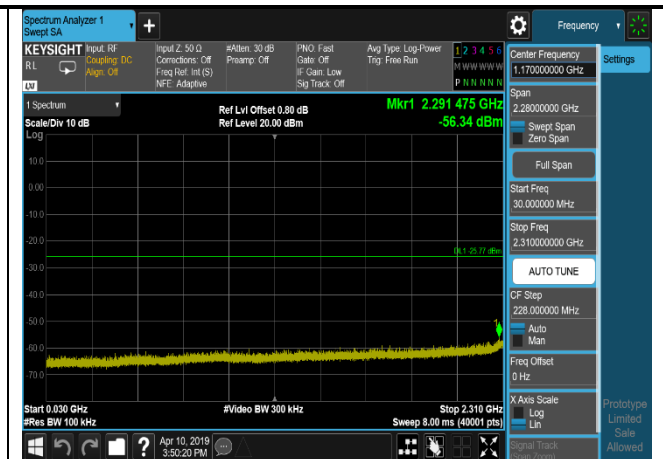 Spectrum Analyzer 1
Swept SA
Frequency
KEYSIGHT
RL
LXI
Input: RF
Coupling: DC
Align: Off
Input Z: 50 Ω
Corrections: Off
Freq Ref: Int (S)
NFE: Adaptive
#Atten: 30 dB
Preamp: Off
PNO: Fast
Gate: Off
IF Gain: Low
Sig Track: Off
Avg Type: Log-Power
Trig: Free Run
1 2 3 4 5 6
M W W W W W
P N N N N N
1 Spectrum
Scale/Div 10 dB
Log
Ref Lvl Offset 0.80 dB
Ref Level 20.00 dBm
Mkr1 2.291 475 GHz
-56.34 dBm
10.0
0.00
-10.0
-20.0
-30.0
-40.0
-50.0
-60.0
-70.0
DL1 -25.77 dBm
1
Start 0.030 GHz
#Res BW 100 kHz
#Video BW 300 kHz
Stop 2.310 GHz
Sweep 8.00 ms (40001 pts)
Apr 10, 2019
3:50:20 PM
Center Frequency
1.170000000 GHz
Settings
Span
2.28000000 GHz
Swept Span
Zero Span
Full Span
Start Freq
30.000000 MHz
Stop Freq
2.310000000 GHz
AUTO TUNE
CF Step
228.000000 MHz
Auto
Man
Freq Offset
0 Hz
X Axis Scale
Log
Lin
Signal Track
(Span Zoom)
Prototype
Limited
Sale
Allowed